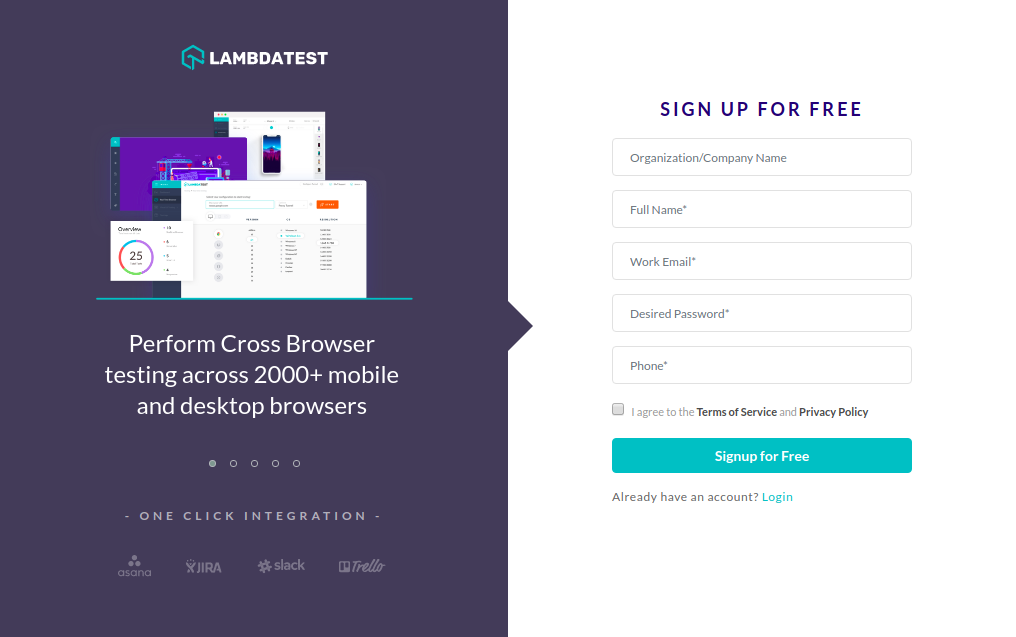 LAMBDATEST
LAMBDATEST
Overview
25
Perform Cross Browser
testing across 2000+ mobile
and desktop browsers
- ONE CLICK INTEGRATION -
asana
JIRA
slack
Trello
SIGN UP FOR FREE
Organization/Company Name
Full Name*
Work Email*
Desired Password*
Phone*
I agree to the Terms of Service and Privacy Policy
Signup for Free
Already have an account? Login